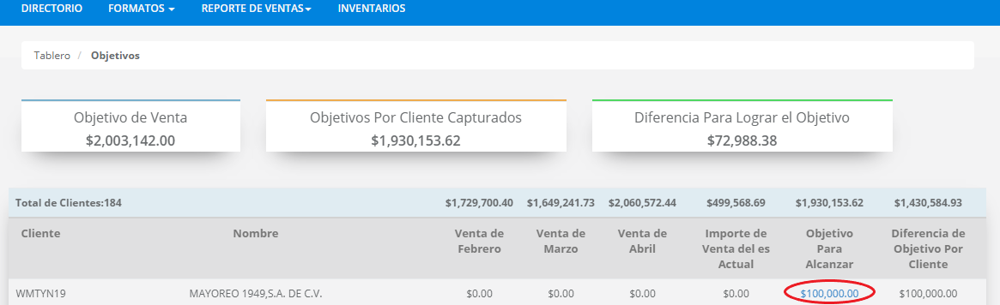 DIRECTORIO FORMATOS REPORTE DE VENTAS INVENTARIOS
Tablero / Objetivos
Objetivo de Venta
$2,003,142.00
Objetivos Por Cliente Capturados
$1,930,153.62
Diferencia Para Lograr el Objetivo
$72,988.38
Total de Clientes:184 $1,729,700.40 $1,649,241.73 $2,060,572.44 $499,568.69 $1,930,153.62 $1,430,584.93
Cliente Nombre Venta de Venta de Venta de Importe de Objetivo Diferencia de
Febrero Marzo Abril Venta del es Para Objetivo Por
Actual Alcanzar Cliente
WMTYN19 MAYOREO 1949,S.A. DE C.V. $0.00 $0.00 $0.00 $0.00 $100,000.00 $100,000.00